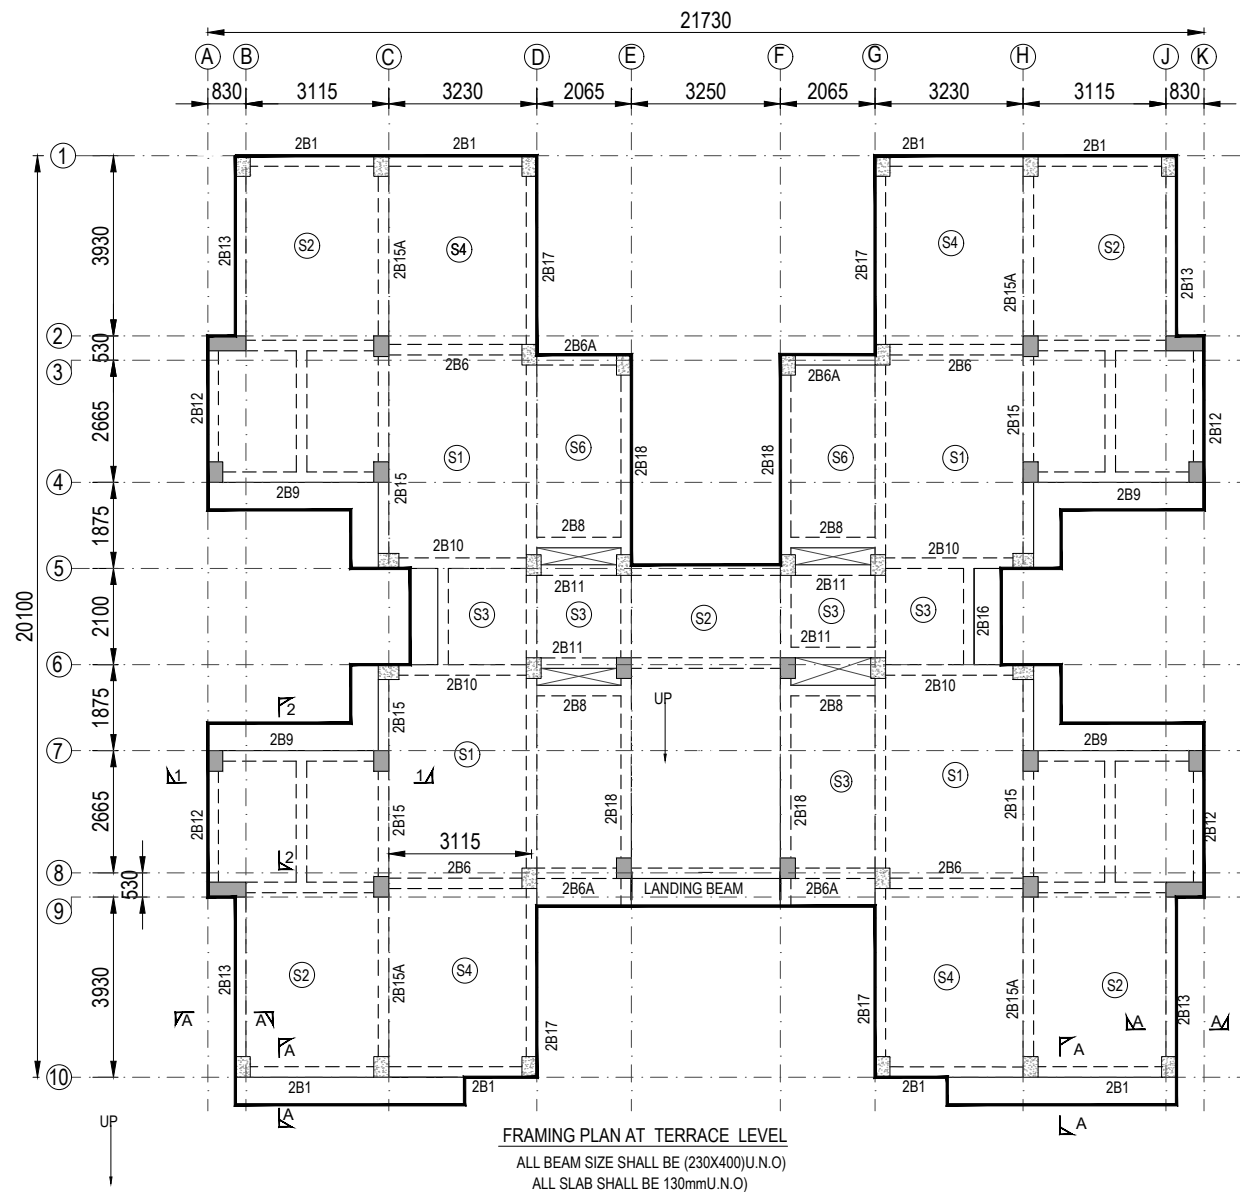 21730
A B C D E F G H J K
830 3115 3230 2065 3250 2065 3230 3115 830
1 2B1 2B1 2B1 2B1
3930 2B13 S2 2B15A S4 2B17 2B17 S4 2B15A S2 2B13
2
530 2B6A
3 2B6 2B6A 2B6
2665 2B12 S1 S6 2B18 2B18 S6 S1 2B15 2B12
4 2B9 2B15 2B9
1875 2B8 2B8
2B10 2B10
5 2B11 2B11
20100 2100 S3 S3 S2 S3 S3 2B16
2B11 2B11
6 2B10 2B10
1875 2 2B15 2B8 UP 2B8
7 2B9 S1 S1 2B9
1 1 S3
2665 2B12 2B15 2B18 2B18 2B15 2B12
2 3115
8 2B6 2B6
530 2B6A LANDING BEAM 2B6A
9
3930 2B13 S2 2B15A S4 2B17 2B17 S4 2B15A S2 2B13
A A A A
A A
10 2B1 2B1 2B1 2B1
UP A A
FRAMING PLAN AT TERRACE LEVEL
ALL BEAM SIZE SHALL BE (230X400)U.N.O)
ALL SLAB SHALL BE 130mmU.N.O)